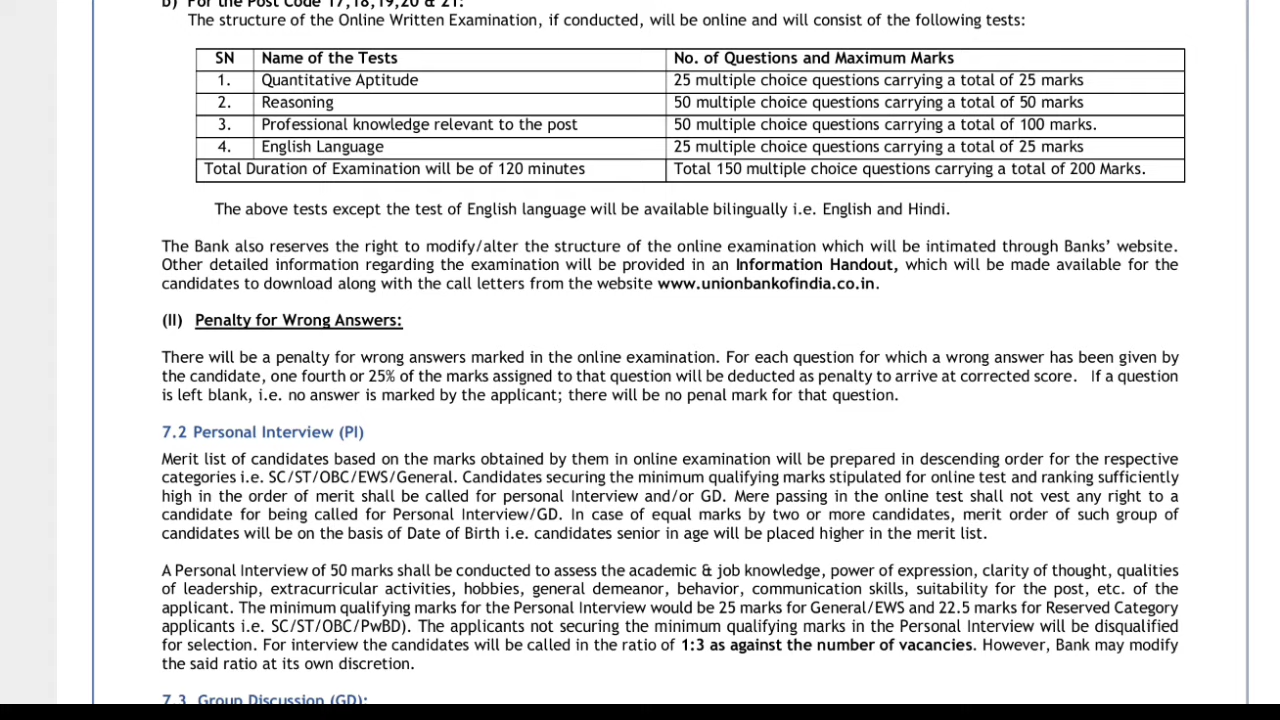 b) For the Post Code 17,18,19,20 & 21:
The structure of the Online Written Examination, if conducted, will be online and will consist of the following tests:
SN Name of the Tests No. of Questions and Maximum Marks
1. Quantitative Aptitude 25 multiple choice questions carrying a total of 25 marks
2. Reasoning 50 multiple choice questions carrying a total of 50 marks
3. Professional knowledge relevant to the post 50 multiple choice questions carrying a total of 100 marks.
4. English Language 25 multiple choice questions carrying a total of 25 marks
Total Duration of Examination will be of 120 minutes Total 150 multiple choice questions carrying a total of 200 Marks.
The above tests except the test of English language will be available bilingually i.e. English and Hindi.
The Bank also reserves the right to modify/alter the structure of the online examination which will be intimated through Banks’ website.
Other detailed information regarding the examination will be provided in an Information Handout, which will be made available for the
candidates to download along with the call letters from the website www.unionbankofindia.co.in.
(II) Penalty for Wrong Answers:
There will be a penalty for wrong answers marked in the online examination. For each question for which a wrong answer has been given by
the candidate, one fourth or 25% of the marks assigned to that question will be deducted as penalty to arrive at corrected score. If a question
is left blank, i.e. no answer is marked by the applicant; there will be no penal mark for that question.
7.2 Personal Interview (PI)
Merit list of candidates based on the marks obtained by them in online examination will be prepared in descending order for the respective
categories i.e. SC/ST/OBC/EWS/General. Candidates securing the minimum qualifying marks stipulated for online test and ranking sufficiently
high in the order of merit shall be called for personal Interview and/or GD. Mere passing in the online test shall not vest any right to a
candidate for being called for Personal Interview/GD. In case of equal marks by two or more candidates, merit order of such group of
candidates will be on the basis of Date of Birth i.e. candidates senior in age will be placed higher in the merit list.
A Personal Interview of 50 marks shall be conducted to assess the academic & job knowledge, power of expression, clarity of thought, qualities
of leadership, extracurricular activities, hobbies, general demeanor, behavior, communication skills, suitability for the post, etc. of the
applicant. The minimum qualifying marks for the Personal Interview would be 25 marks for General/EWS and 22.5 marks for Reserved Category
applicants i.e. SC/ST/OBC/PwBD). The applicants not securing the minimum qualifying marks in the Personal Interview will be disqualified
for selection. For interview the candidates will be called in the ratio of 1:3 as against the number of vacancies. However, Bank may modify
the said ratio at its own discretion.
7.3 Group Discussion (GD):